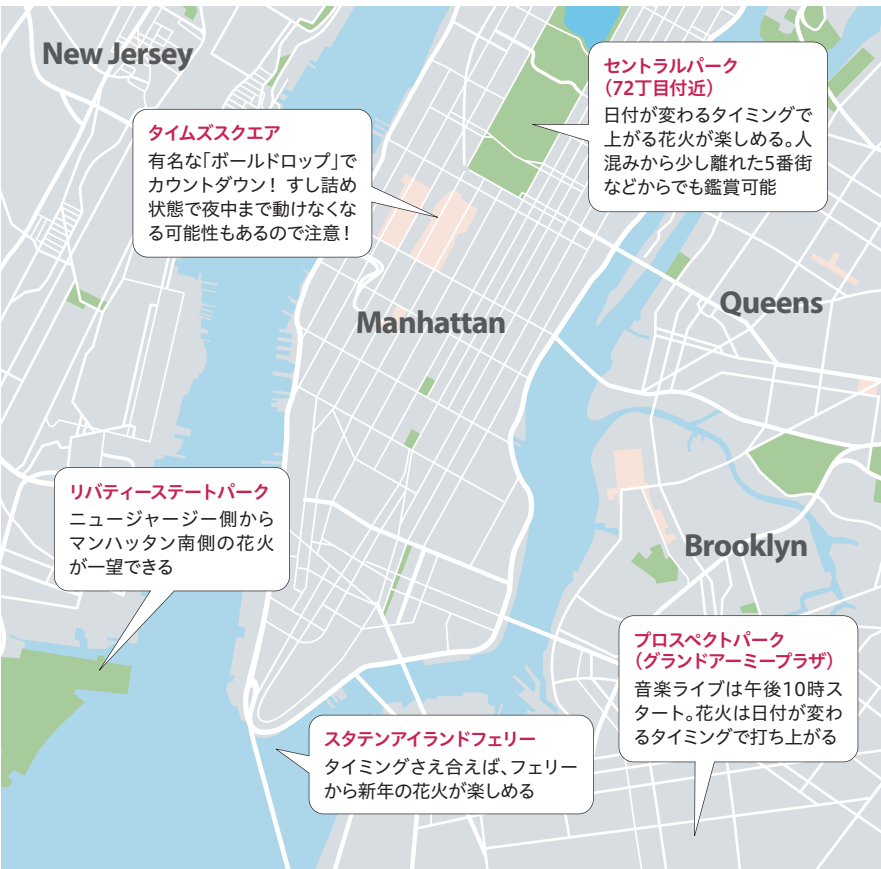 New Jersey
セントラルパーク
（72丁目付近）
日付が変わるタイミングで
上がる花火が楽しめる。人
混みから少し離れた5番街
などからでも鑑賞可能
タイムズスクエア
有名な「ボールドロップ」で
カウントダウン！ すし詰め
状態で夜中まで動けなくな
る可能性もあるので注意！
Queens
Manhattan
リバティーステートパーク
ニュージャージー側から
マンハッタン南側の花火
が一望できる
Brooklyn
プロスペクトパーク
（グランドアーミープラザ）
音楽ライブは午後10時ス
タート。花火は日付が変わ
るタイミングで打ち上がる
スタテンアイランドフェリー
タイミングさえ合えば、フェリー
から新年の花火が楽しめる